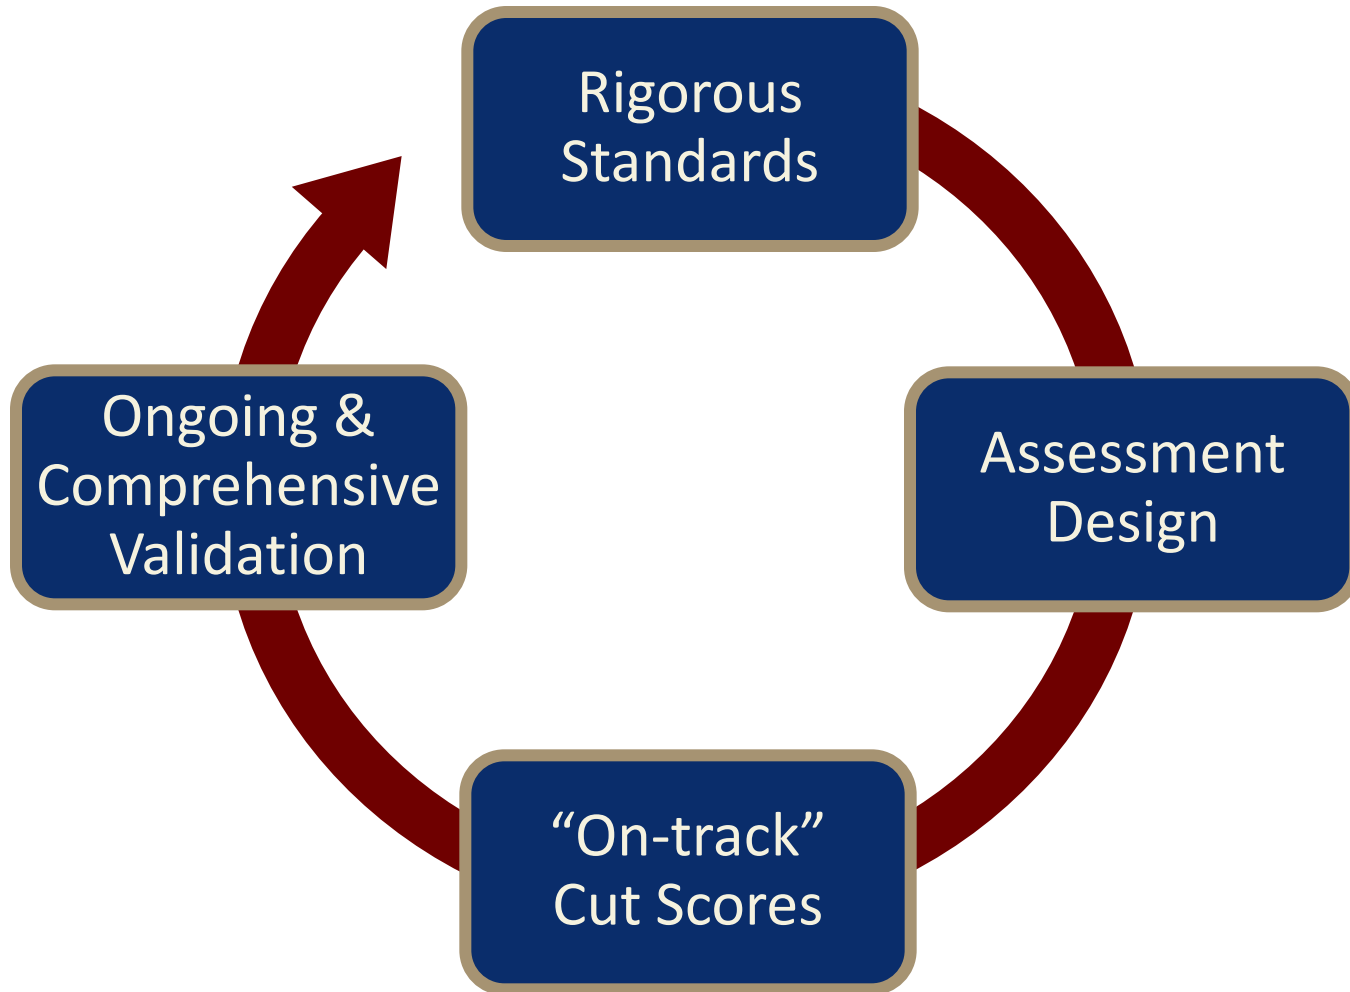 Rigorous
Standards
Assessment
Design
“On-track”
Cut Scores
Ongoing &
Comprehensive
Validation